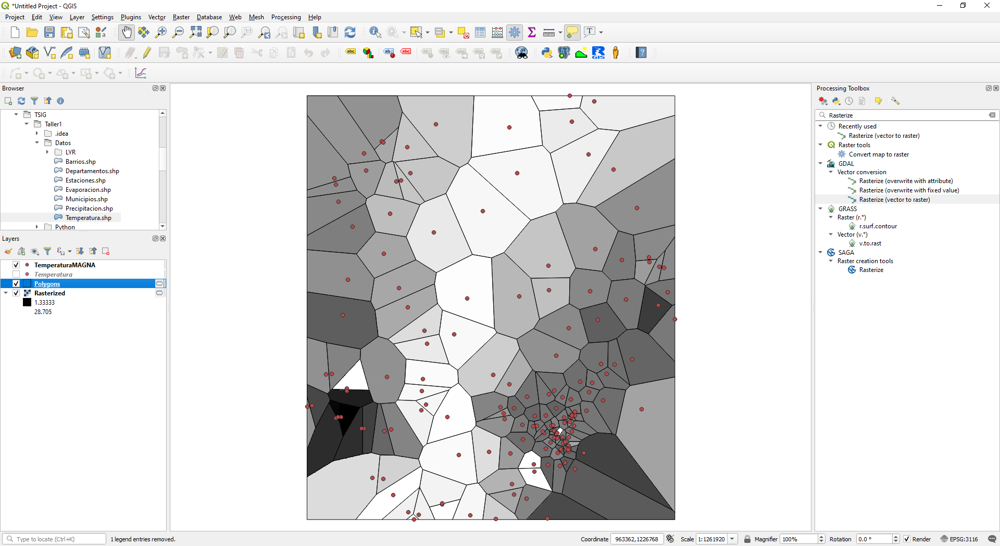 *Untitled Project - QGIS
Project Edit View Layer Settings Plugins Vector Raster Database Web Mesh Processing Help
Browser
TSIG
Taller1
.idea
Datos
LYR
Barrios.shp
Departamentos.shp
Estaciones.shp
Evaporacion.shp
Municipios.shp
Precipitacion.shp
Temperatura.shp
Python
Layers
TemperaturaMAGNA
Temperatura
Polygons
Rasterized
1.33333
28.705
Processing Toolbox
Rasterize
Recently used
Rasterize (vector to raster)
Raster tools
Convert map to raster
GDAL
Vector conversion
Rasterize (overwrite with attribute)
Rasterize (overwrite with fixed value)
Rasterize (vector to raster)
GRASS
Raster (r.*)
r.surf.contour
Vector (v.*)
v.to.rast
SAGA
Raster creation tools
Rasterize
Type to locate (Ctrl+K) 1 legend entries removed. Coordinate 963362,1226768 Scale 1:1261920 Magnifier 100% Rotation 0.0 ° Render EPSG:3116